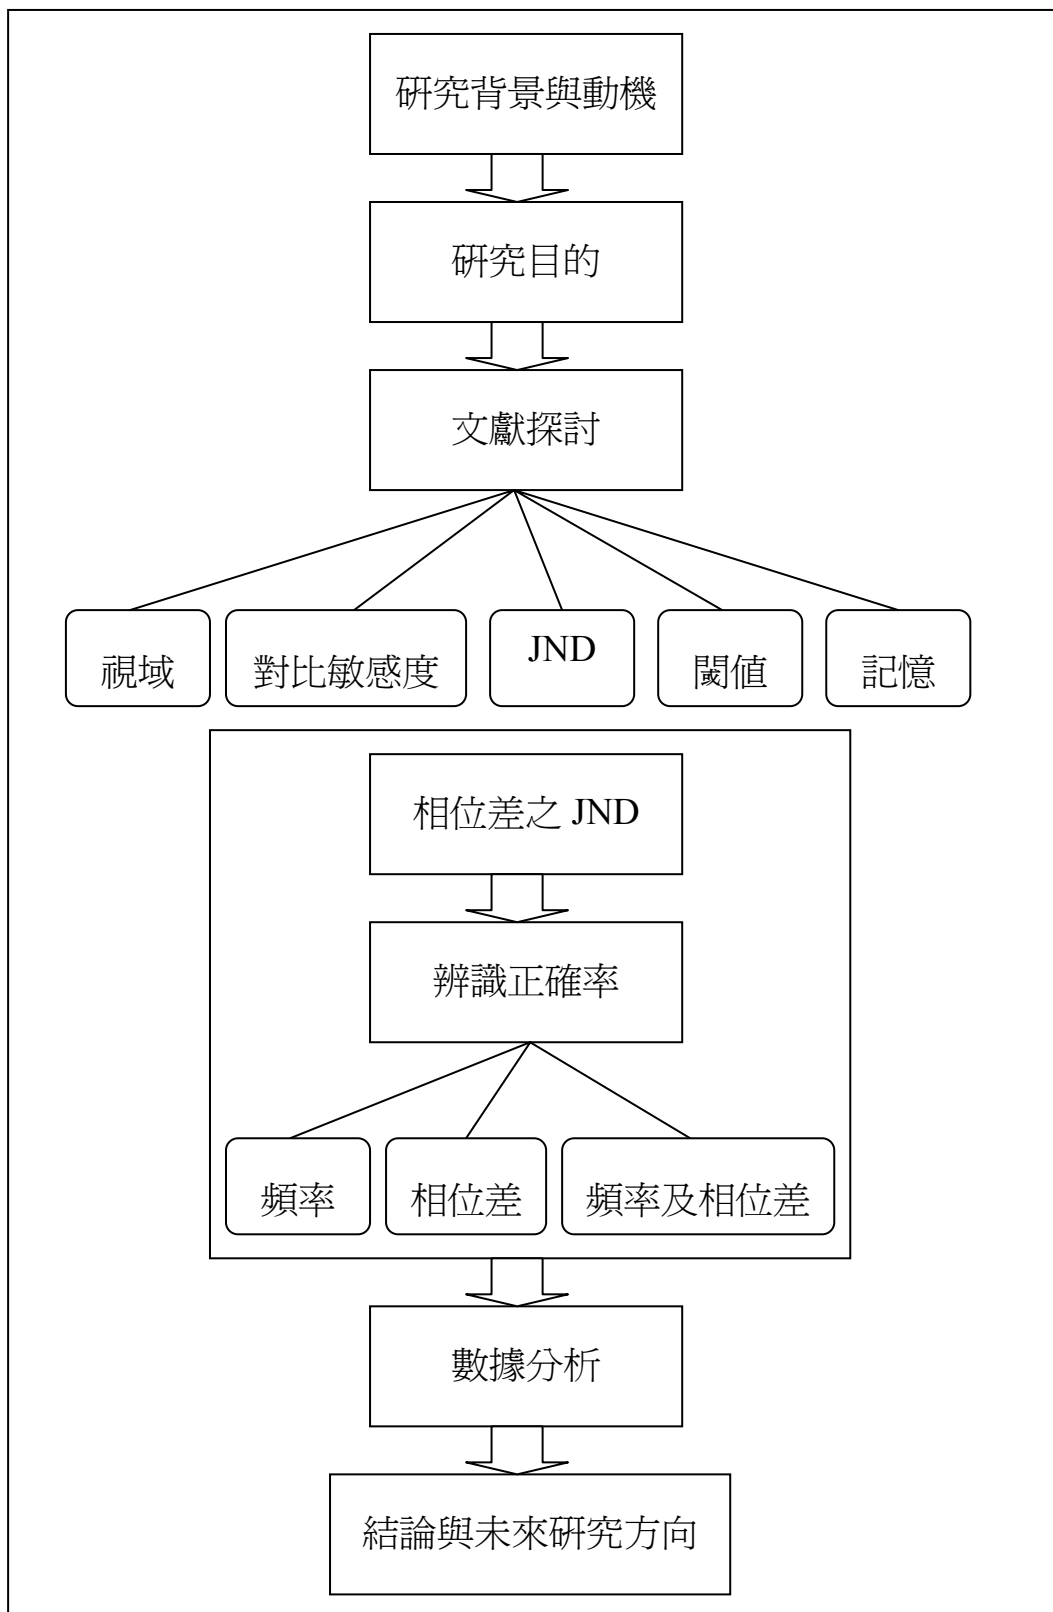 研究背景與動機
研究目的
文獻探討
視域
對比敏感度
JND
閾值
記憶
相位差之 JND
辨識正確率
頻率
相位差
頻率及相位差
數據分析
結論與未來研究方向